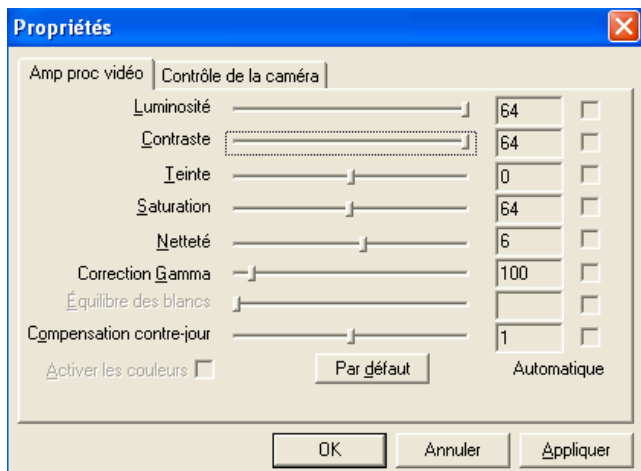 Propriétés
Amp proc vidéo Contrôle de la caméra
Luminosité 64
Contraste 64
Teinte 0
Saturation 64
Netteté 6
Correction Gamma 100
Équilibre des blancs
Compensation contre-jour 1
Activer les couleurs Par défaut Automatique
OK Annuler Appliquer